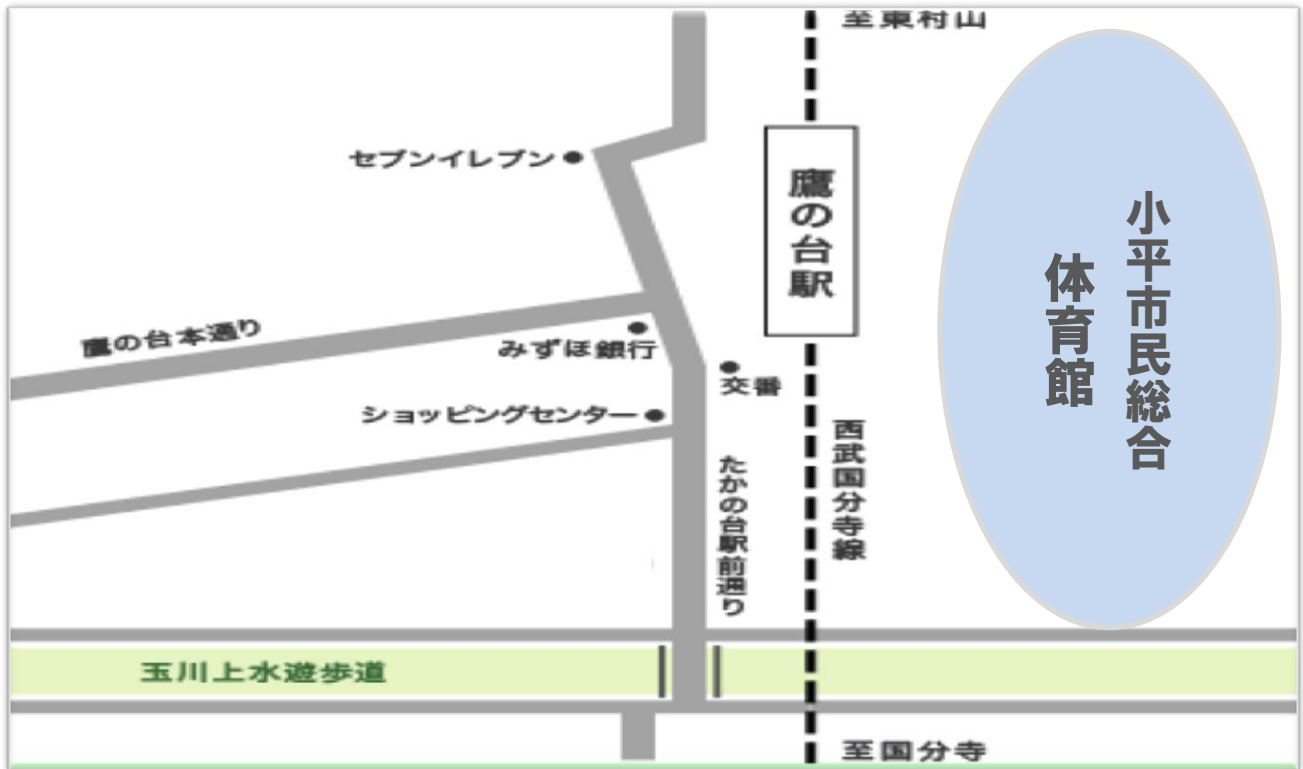 至東村山
セブンイレブン
鷹の台駅
小平市民総合
体育館
鷹の台本通り
みずほ銀行
交番
ショッピングセンター
西武国分寺線
たかの台駅前通り
玉川上水遊歩道
至国分寺